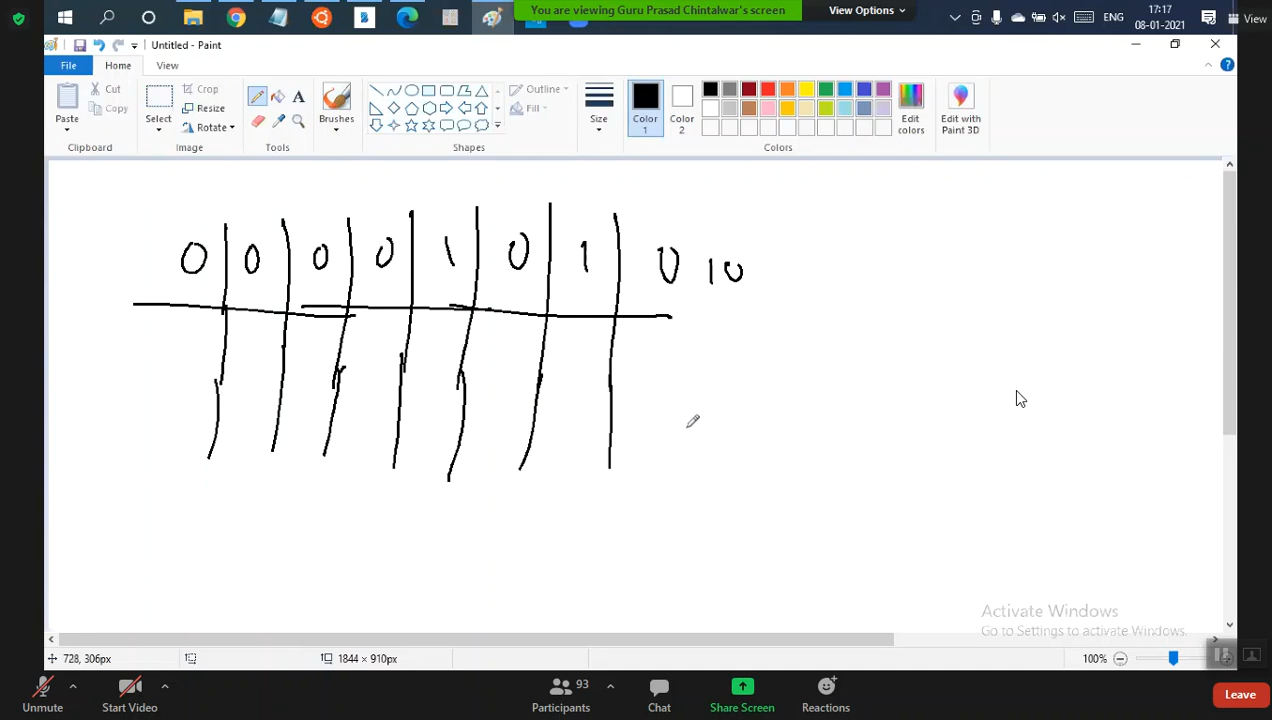 You are viewing Guru Prasad Chintalwar's screen
View Options
ENG
17:17
08-01-2021
View
Untitled - Paint
File
Home
View
Paste
Cut
Copy
Select
Crop
Resize
Rotate
Brushes
Outline
Fill
Size
Color
1
Color
2
Edit
colors
Edit with
Paint 3D
Clipboard
Image
Tools
Shapes
Colors
0 0 0 0 1 0 1 0 10
Activate Windows
Go to Settings to activate Windows.
728, 306px
1844 × 910px
100%
Unmute
Start Video
93
Participants
Chat
Share Screen
Reactions
Leave